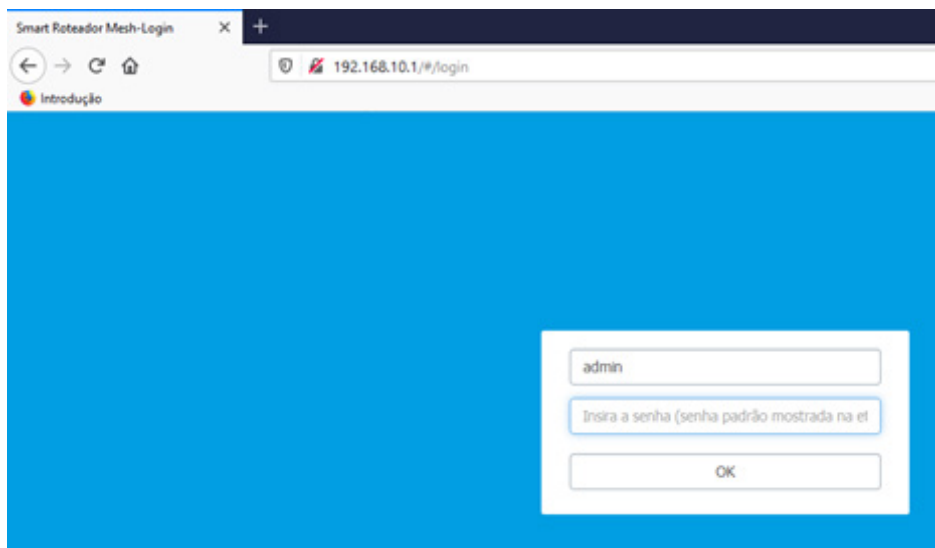 Smart Roteador Mesh-Login
192.168.10.1/#/login
Introdução
admin
Insira a senha (senha padrão mostrada na et
OK